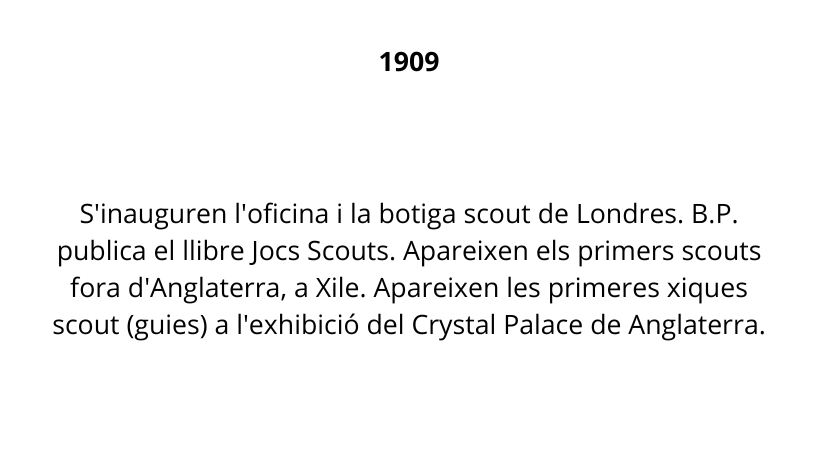 1909
S'inauguren l'oficina i la botiga scout de Londres. B.P.
publica el llibre Jocs Scouts. Apareixen els primers scouts
fora d'Anglaterra, a Xile. Apareixen les primeres xiques
scout (guies) a l'exhibició del Crystal Palace de Anglaterra.